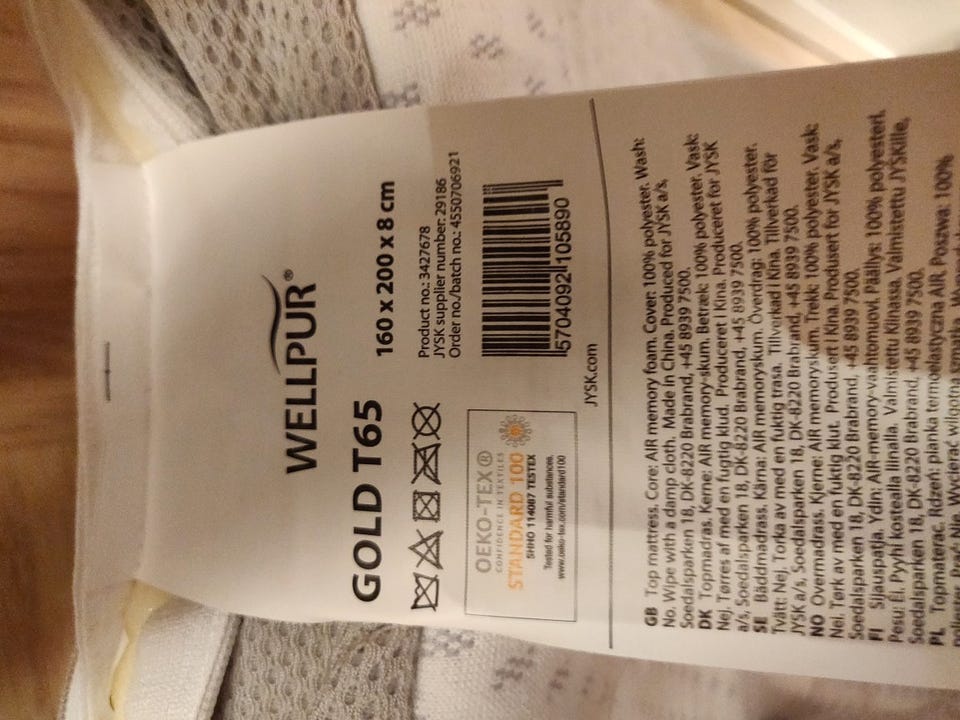 WELLPUR®
GOLD T65
160 x 200 x 8 cm
Product no.: 3427678
JYSK supplier number: 29186
Order no./batch no.: 4550706921
5704092105890
OEKO-TEX®
CONFIDENCE IN TEXTILES
STANDARD 100
SHHO 114087 TESTEX
Tested for harmful substances.
www.oeko-tex.com/standard100
JYSK.com
GB Top mattress. Core: AIR memory foam. Cover: 100% polyester. Wash:
No. Wipe with a damp cloth. Made in China. Produced for JYSK a/s,
Soedalsparken 18, DK-8220 Brabrand, +45 8939 7500.
DK Topmadras. Kerne: AIR memory-skum. Betræk: 100% polyester. Vask:
Nej. Tørres af med en fugtig klud. Produceret i Kina. Produceret for JYSK
a/s, Soedalsparken 18, DK-8220 Brabrand, +45 8939 7500.
SE Bäddmadrass. Kärna: AIR memoryskum. Överdrag: 100% polyester.
Tvätt: Nej. Torka av med en fuktig trasa. Tillverkad i Kina. Tillverkad för
JYSK a/s, Soedalsparken 18, DK-8220 Brabrand, +45 8939 7500.
NO Overmadrass. Kjerne: AIR memoryskum. Trekk: 100% polyester. Vask:
Nei. Tørk av med en fuktig klut. Produsert i Kina. Produsert for JYSK a/s,
Soedalsparken 18, DK-8220 Brabrand, +45 8939 7500.
FI Sijauspatja. Ydin: AIR-memory-vaahtomuovi. Päällys: 100% polyesteri.
Pesu: Ei. Pyyhi kostealla liinalla. Valmistettu Kiinassa. Valmistettu JYSKille,
Soedalsparken 18, DK-8220 Brabrand, +45 8939 7500.
PL Topmaterac. Rdzeń: pianka termoelastyczna AIR. Poszwa: 100%
poliester. Prać: Nie. Wycierać wilgotną szmatką.